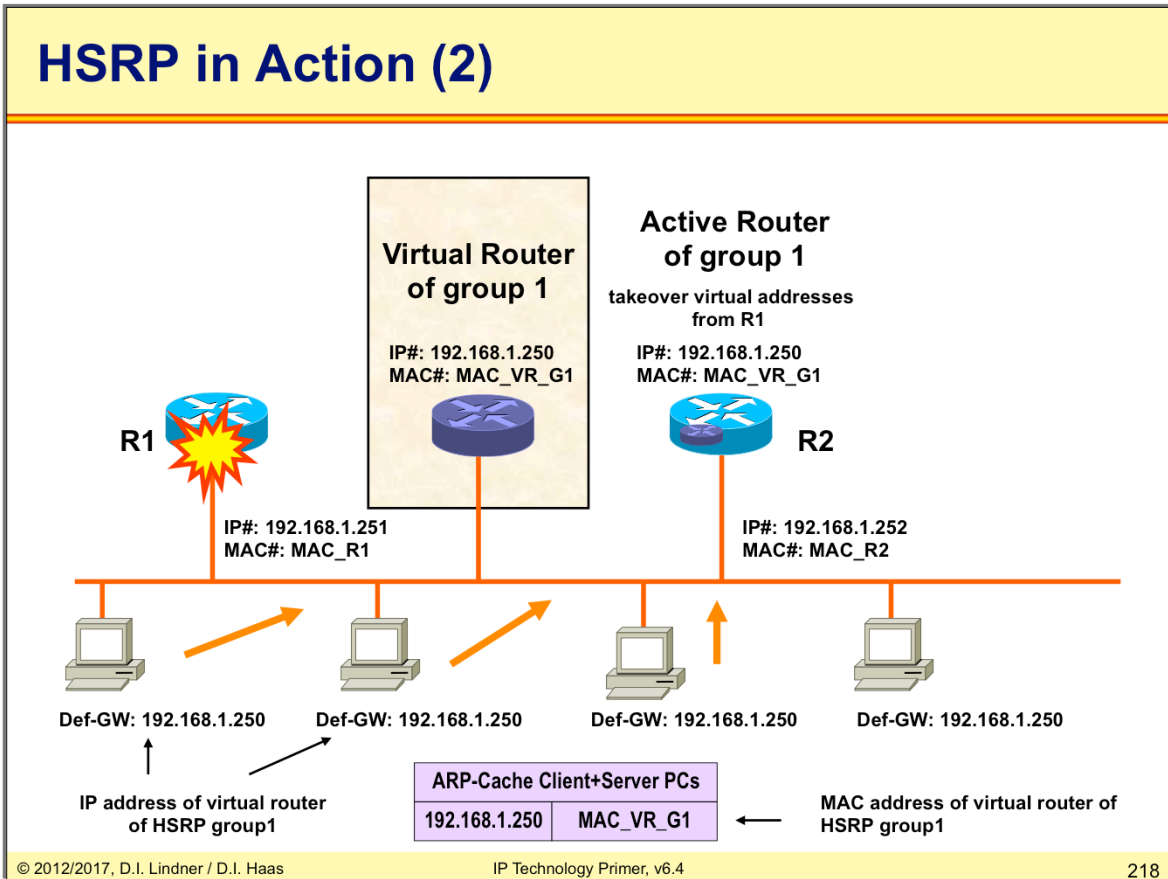 HSRP in Action (2)
Virtual Router
of group 1
IP#: 192.168.1.250
MAC#: MAC_VR_G1
Active Router
of group 1
takeover virtual addresses
from R1
IP#: 192.168.1.250
MAC#: MAC_VR_G1
R1
R2
IP#: 192.168.1.251
MAC#: MAC_R1
IP#: 192.168.1.252
MAC#: MAC_R2
Def-GW: 192.168.1.250
Def-GW: 192.168.1.250
Def-GW: 192.168.1.250
Def-GW: 192.168.1.250
IP address of virtual router
of HSRP group1
ARP-Cache Client+Server PCs
192.168.1.250 MAC_VR_G1
MAC address of virtual router of
HSRP group1
© 2012/2017, D.I. Lindner / D.I. Haas
IP Technology Primer, v6.4
218